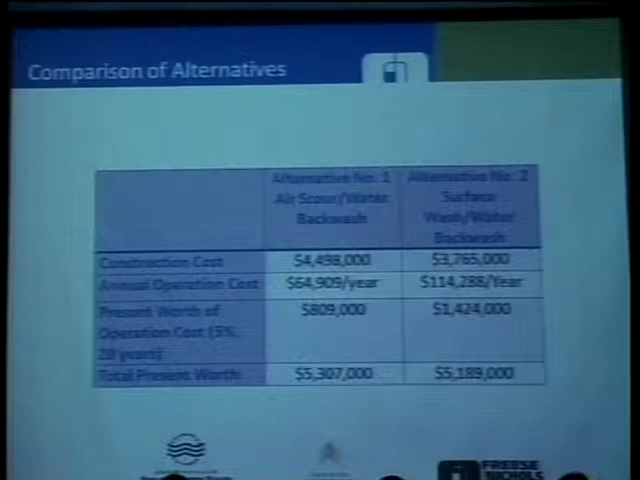 Comparison of Alternatives
Alternative No. 1
Air Scour/Water
Backwash
Alternative No. 2
Surface
Wash/Water
Backwash
Construction Cost
$4,498,000
$3,765,000
Annual Operation Cost
$64,909/year
$114,288/Year
Present Worth of
Operation Cost (5%,
20 years)
$809,000
$1,424,000
Total Present Worth
$5,307,000
$5,189,000
FREESE
NICHOLS